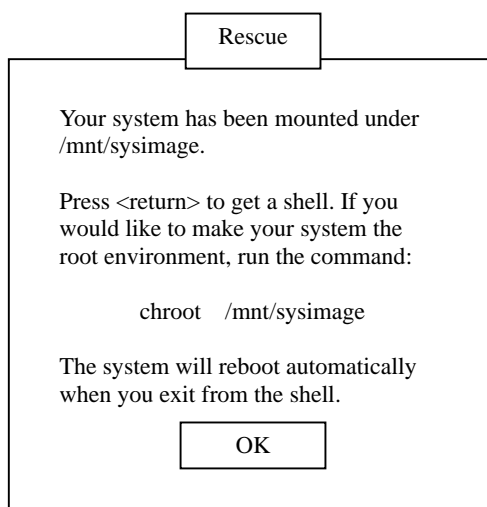 Rescue
Your system has been mounted under
/mnt/sysimage.
Press <return> to get a shell. If you
would like to make your system the
root environment, run the command:
chroot /mnt/sysimage
The system will reboot automatically
when you exit from the shell.
OK